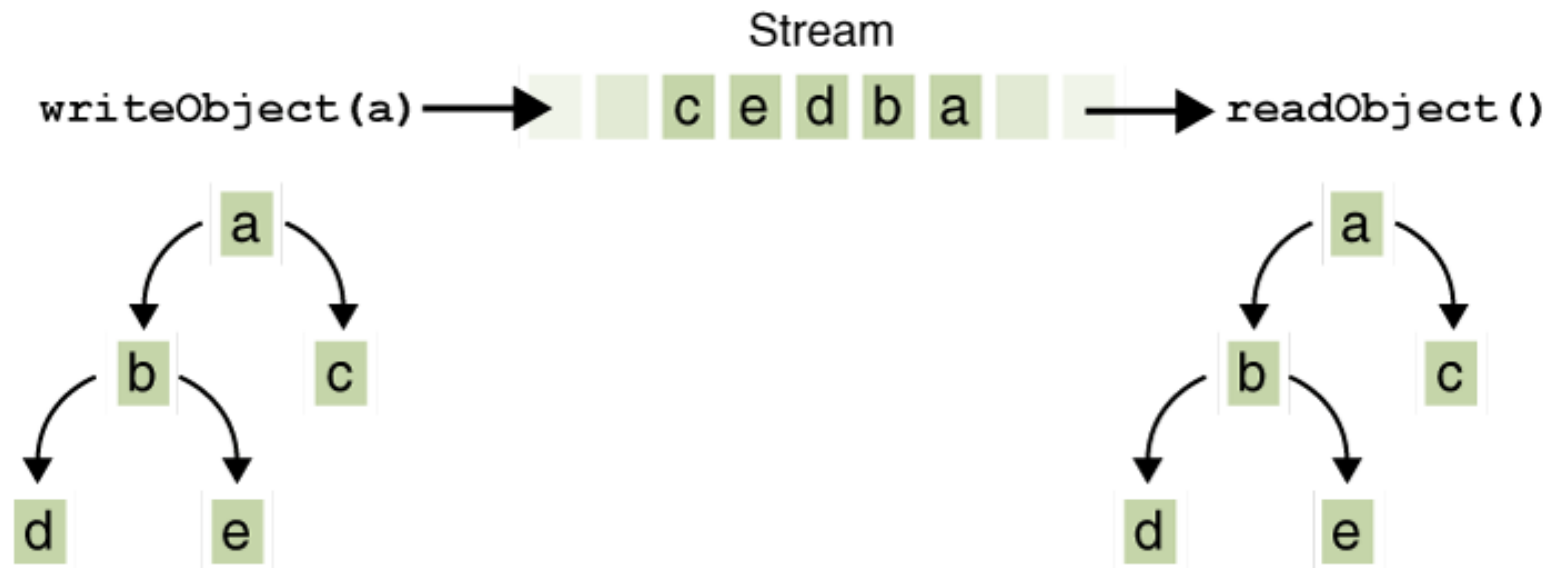 Stream
writeObject(a) c e d b a readObject()
a a
b c b c
d e d e